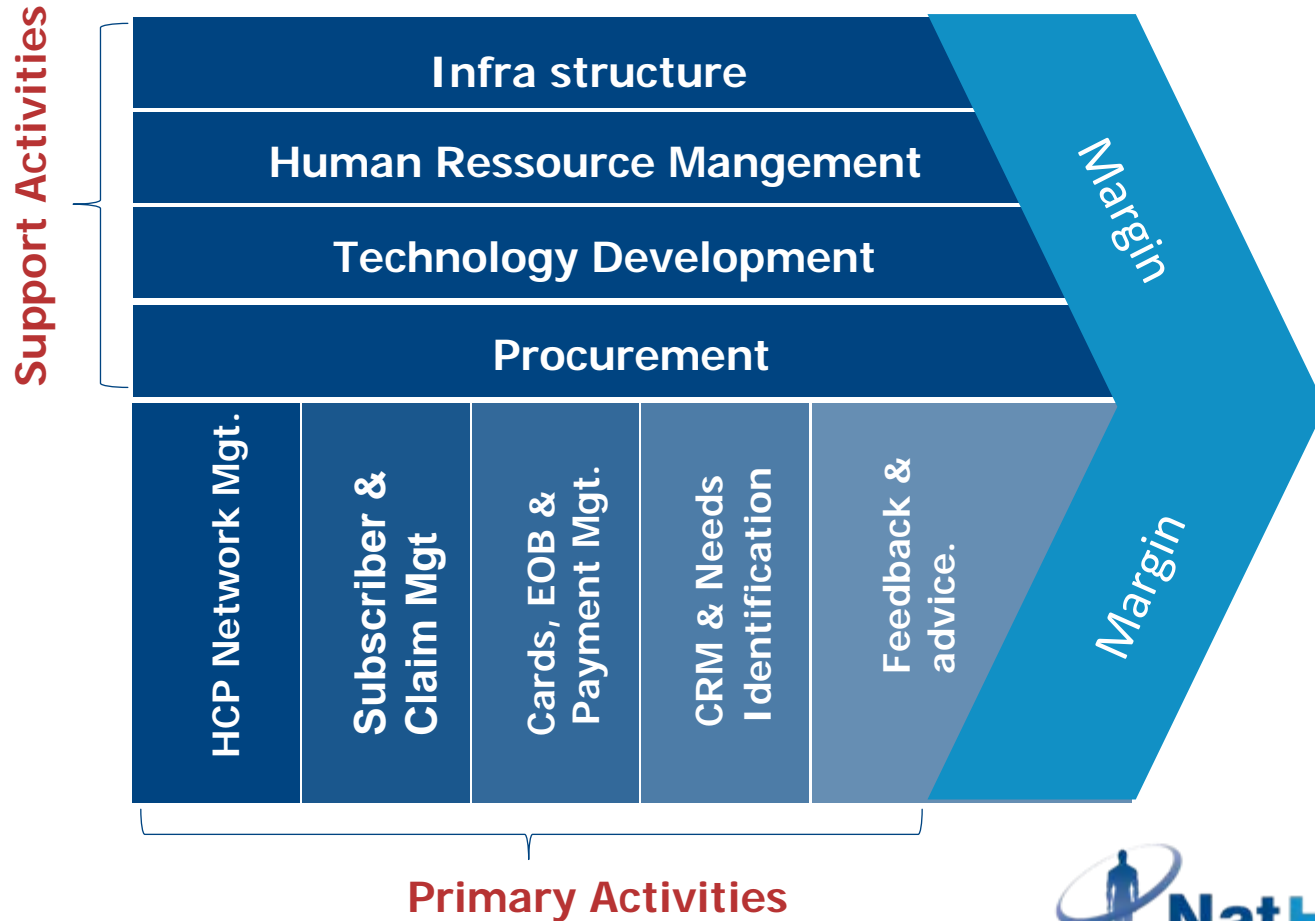 Support Activities
Infra structure
Human Ressource Mangement
Technology Development
Procurement
Margin
HCP Network Mgt.
Subscriber &
Claim Mgt
Cards, EOB &
Payment Mgt.
CRM & Needs
Identification
Feedback &
advice.
Margin
Primary Activities